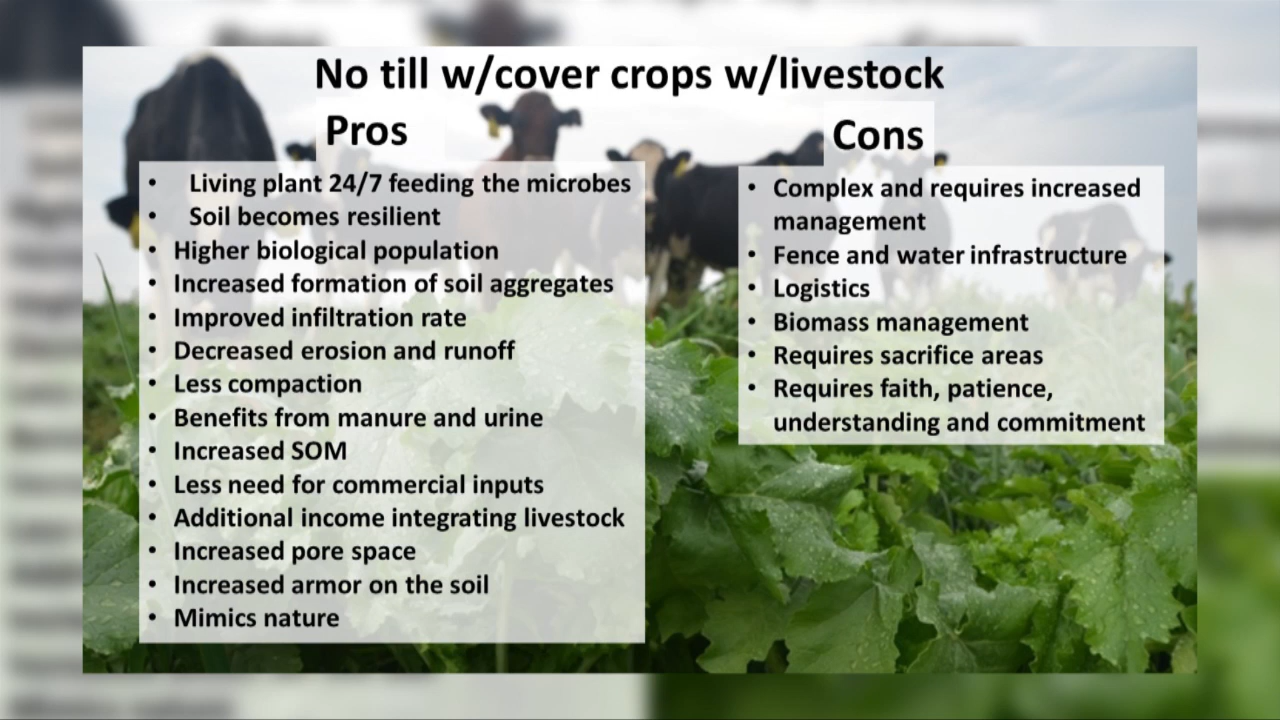 No till w/cover crops w/livestock
Pros
• Living plant 24/7 feeding the microbes
• Soil becomes resilient
• Higher biological population
• Increased formation of soil aggregates
• Improved infiltration rate
• Decreased erosion and runoff
• Less compaction
• Benefits from manure and urine
• Increased SOM
• Less need for commercial inputs
• Additional income integrating livestock
• Increased pore space
• Increased armor on the soil
• Mimics nature
Cons
• Complex and requires increased
management
• Fence and water infrastructure
• Logistics
• Biomass management
• Requires sacrifice areas
• Requires faith, patience,
understanding and commitment